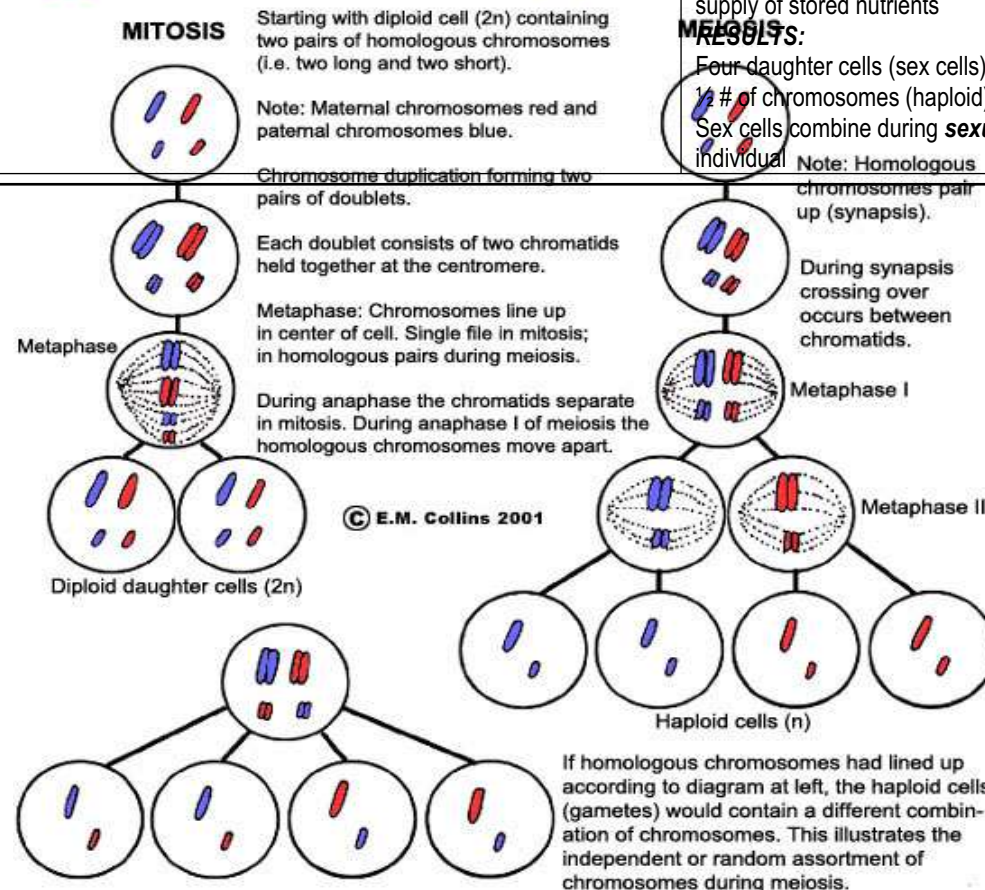 MITOSIS
Starting with diploid cell (2n) containing
two pairs of homologous chromosomes
(i.e. two long and two short).
Note: Maternal chromosomes red and
paternal chromosomes blue.
Chromosome duplication forming two
pairs of doublets.
Each doublet consists of two chromatids
held together at the centromere.
Metaphase: Chromosomes line up
in center of cell. Single file in mitosis;
in homologous pairs during meiosis.
During anaphase the chromatids separate
in mitosis. During anaphase I of meiosis the
homologous chromosomes move apart.
Metaphase
© E.M. Collins 2001
Diploid daughter cells (2n)
supply of stored nutrients
MEIOSIS
RESULTS:
Four daughter cells (sex cells)
½ # of chromosomes (haploid)
Sex cells combine during sexu
individual
Note: Homologous
chromosomes pair
up (synapsis).
During synapsis
crossing over
occurs between
chromatids.
Metaphase I
Metaphase II
Haploid cells (n)
If homologous chromosomes had lined up
according to diagram at left, the haploid cells
(gametes) would contain a different combin-
ation of chromosomes. This illustrates the
independent or random assortment of
chromosomes during meiosis.